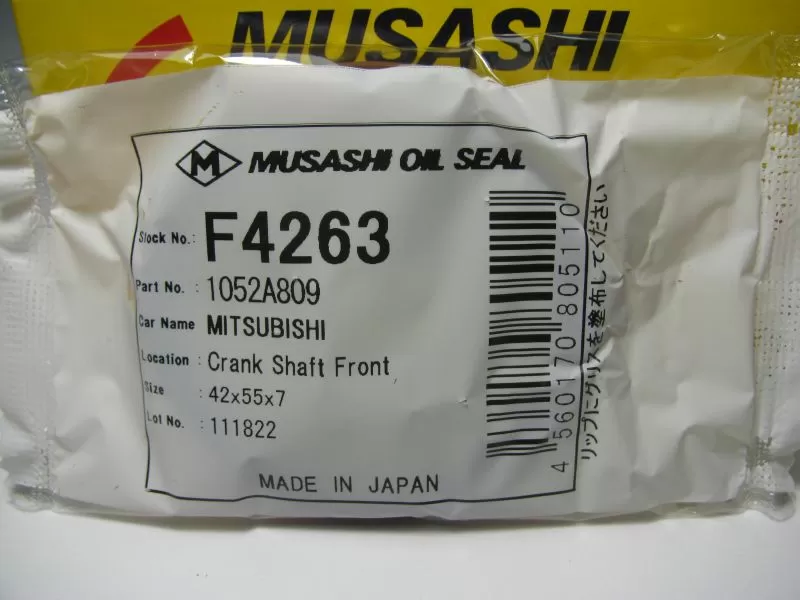 MUSASHI
M MUSASHI OIL SEAL
Stock No.: F4263
Part No. : 1052A809
Car Name MITSUBISHI
Location : Crank Shaft Front
Size : 42x55x7
Lot No. : 111822
MADE IN JAPAN
4 560170 805110
リップにグリスを塗布してください